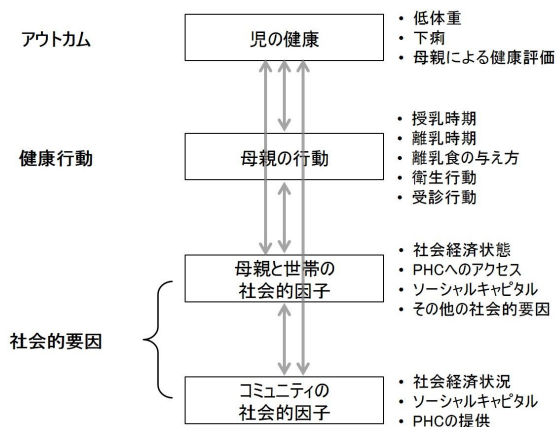 アウトカム
児の健康
• 低体重
• 下痢
• 母親による健康評価
健康行動
母親の行動
• 授乳時期
• 離乳時期
• 離乳食の与え方
• 衛生行動
• 受診行動
社会的要因
母親と世帯の
社会的因子
• 社会経済状態
• PHCへのアクセス
• ソーシャルキャピタル
• その他の社会的要因
コミュニティの
社会的因子
• 社会経済状況
• ソーシャルキャピタル
• PHCの提供